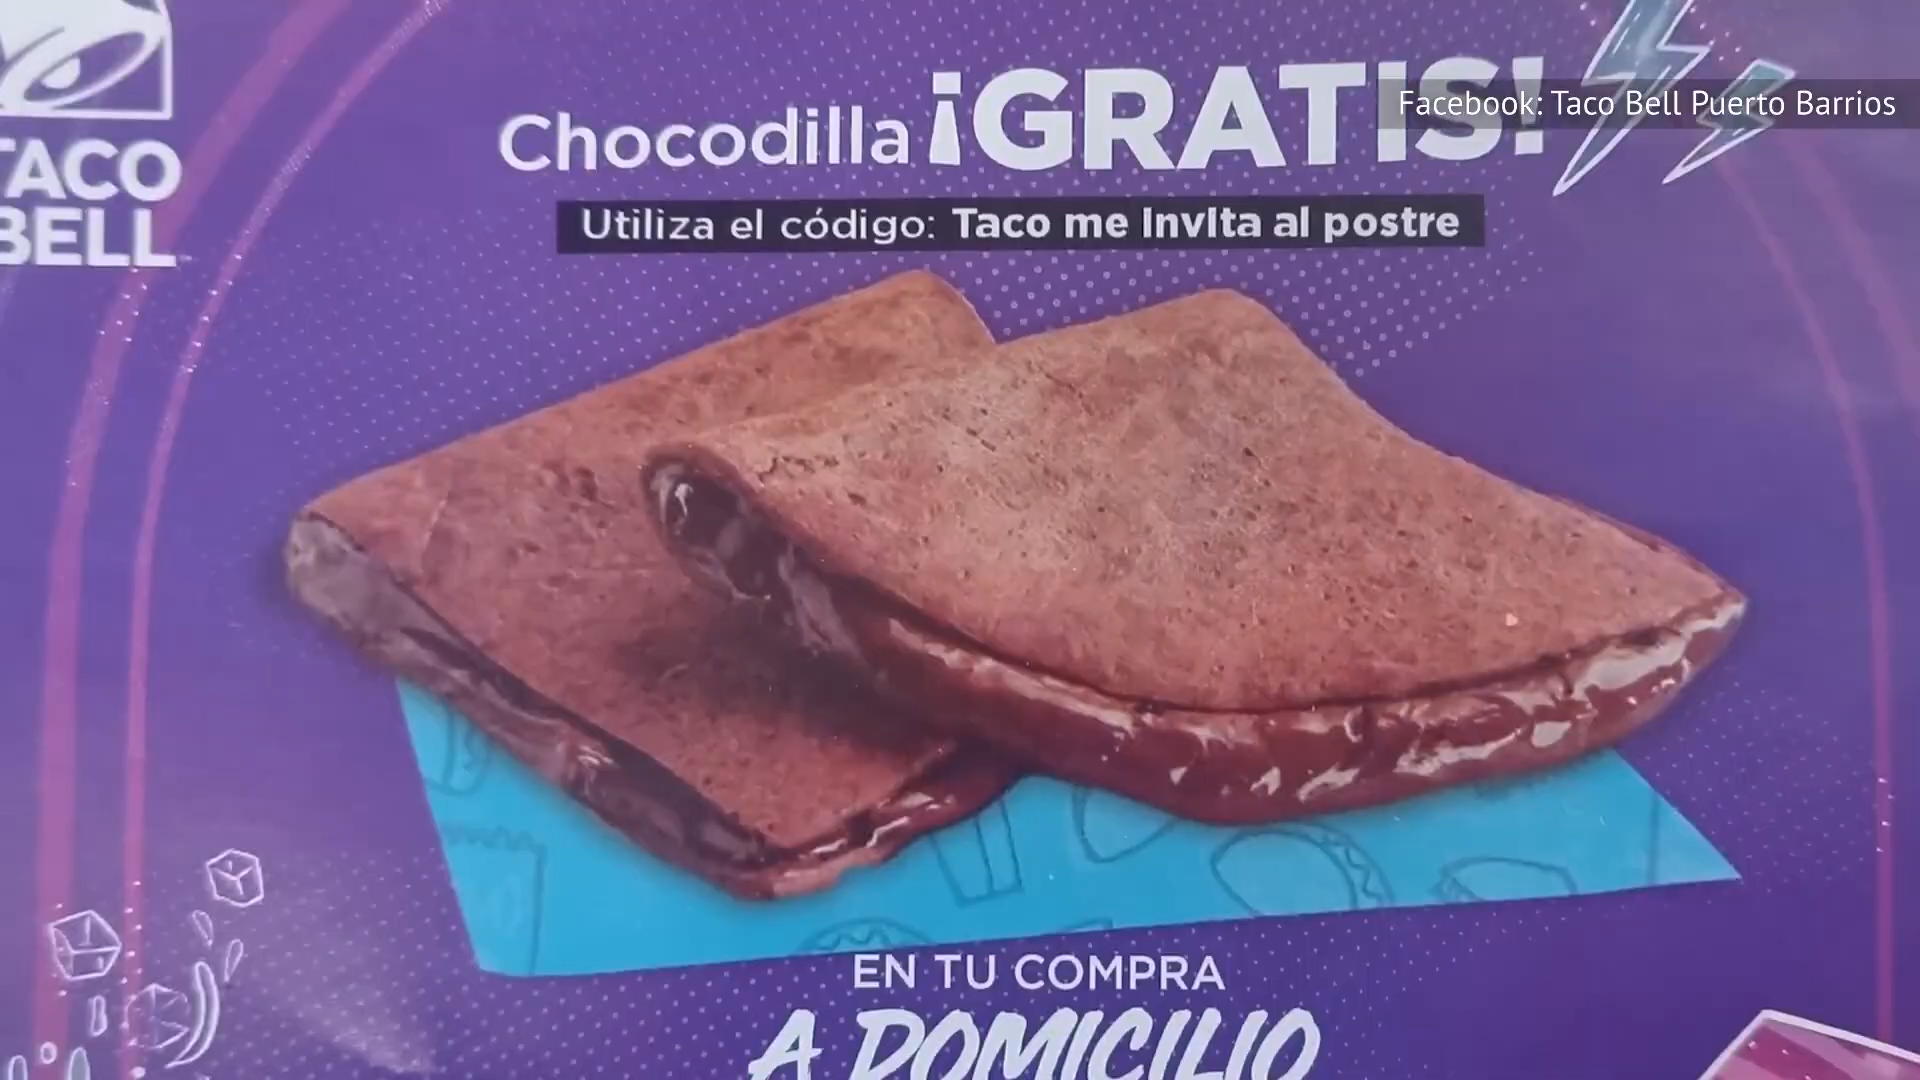 TACO
BELL
Chocodilla ¡GRATIS!
Facebook: Taco Bell Puerto Barrios
Utiliza el código: Taco me invita al postre
EN TU COMPRA
A DOMICILIO